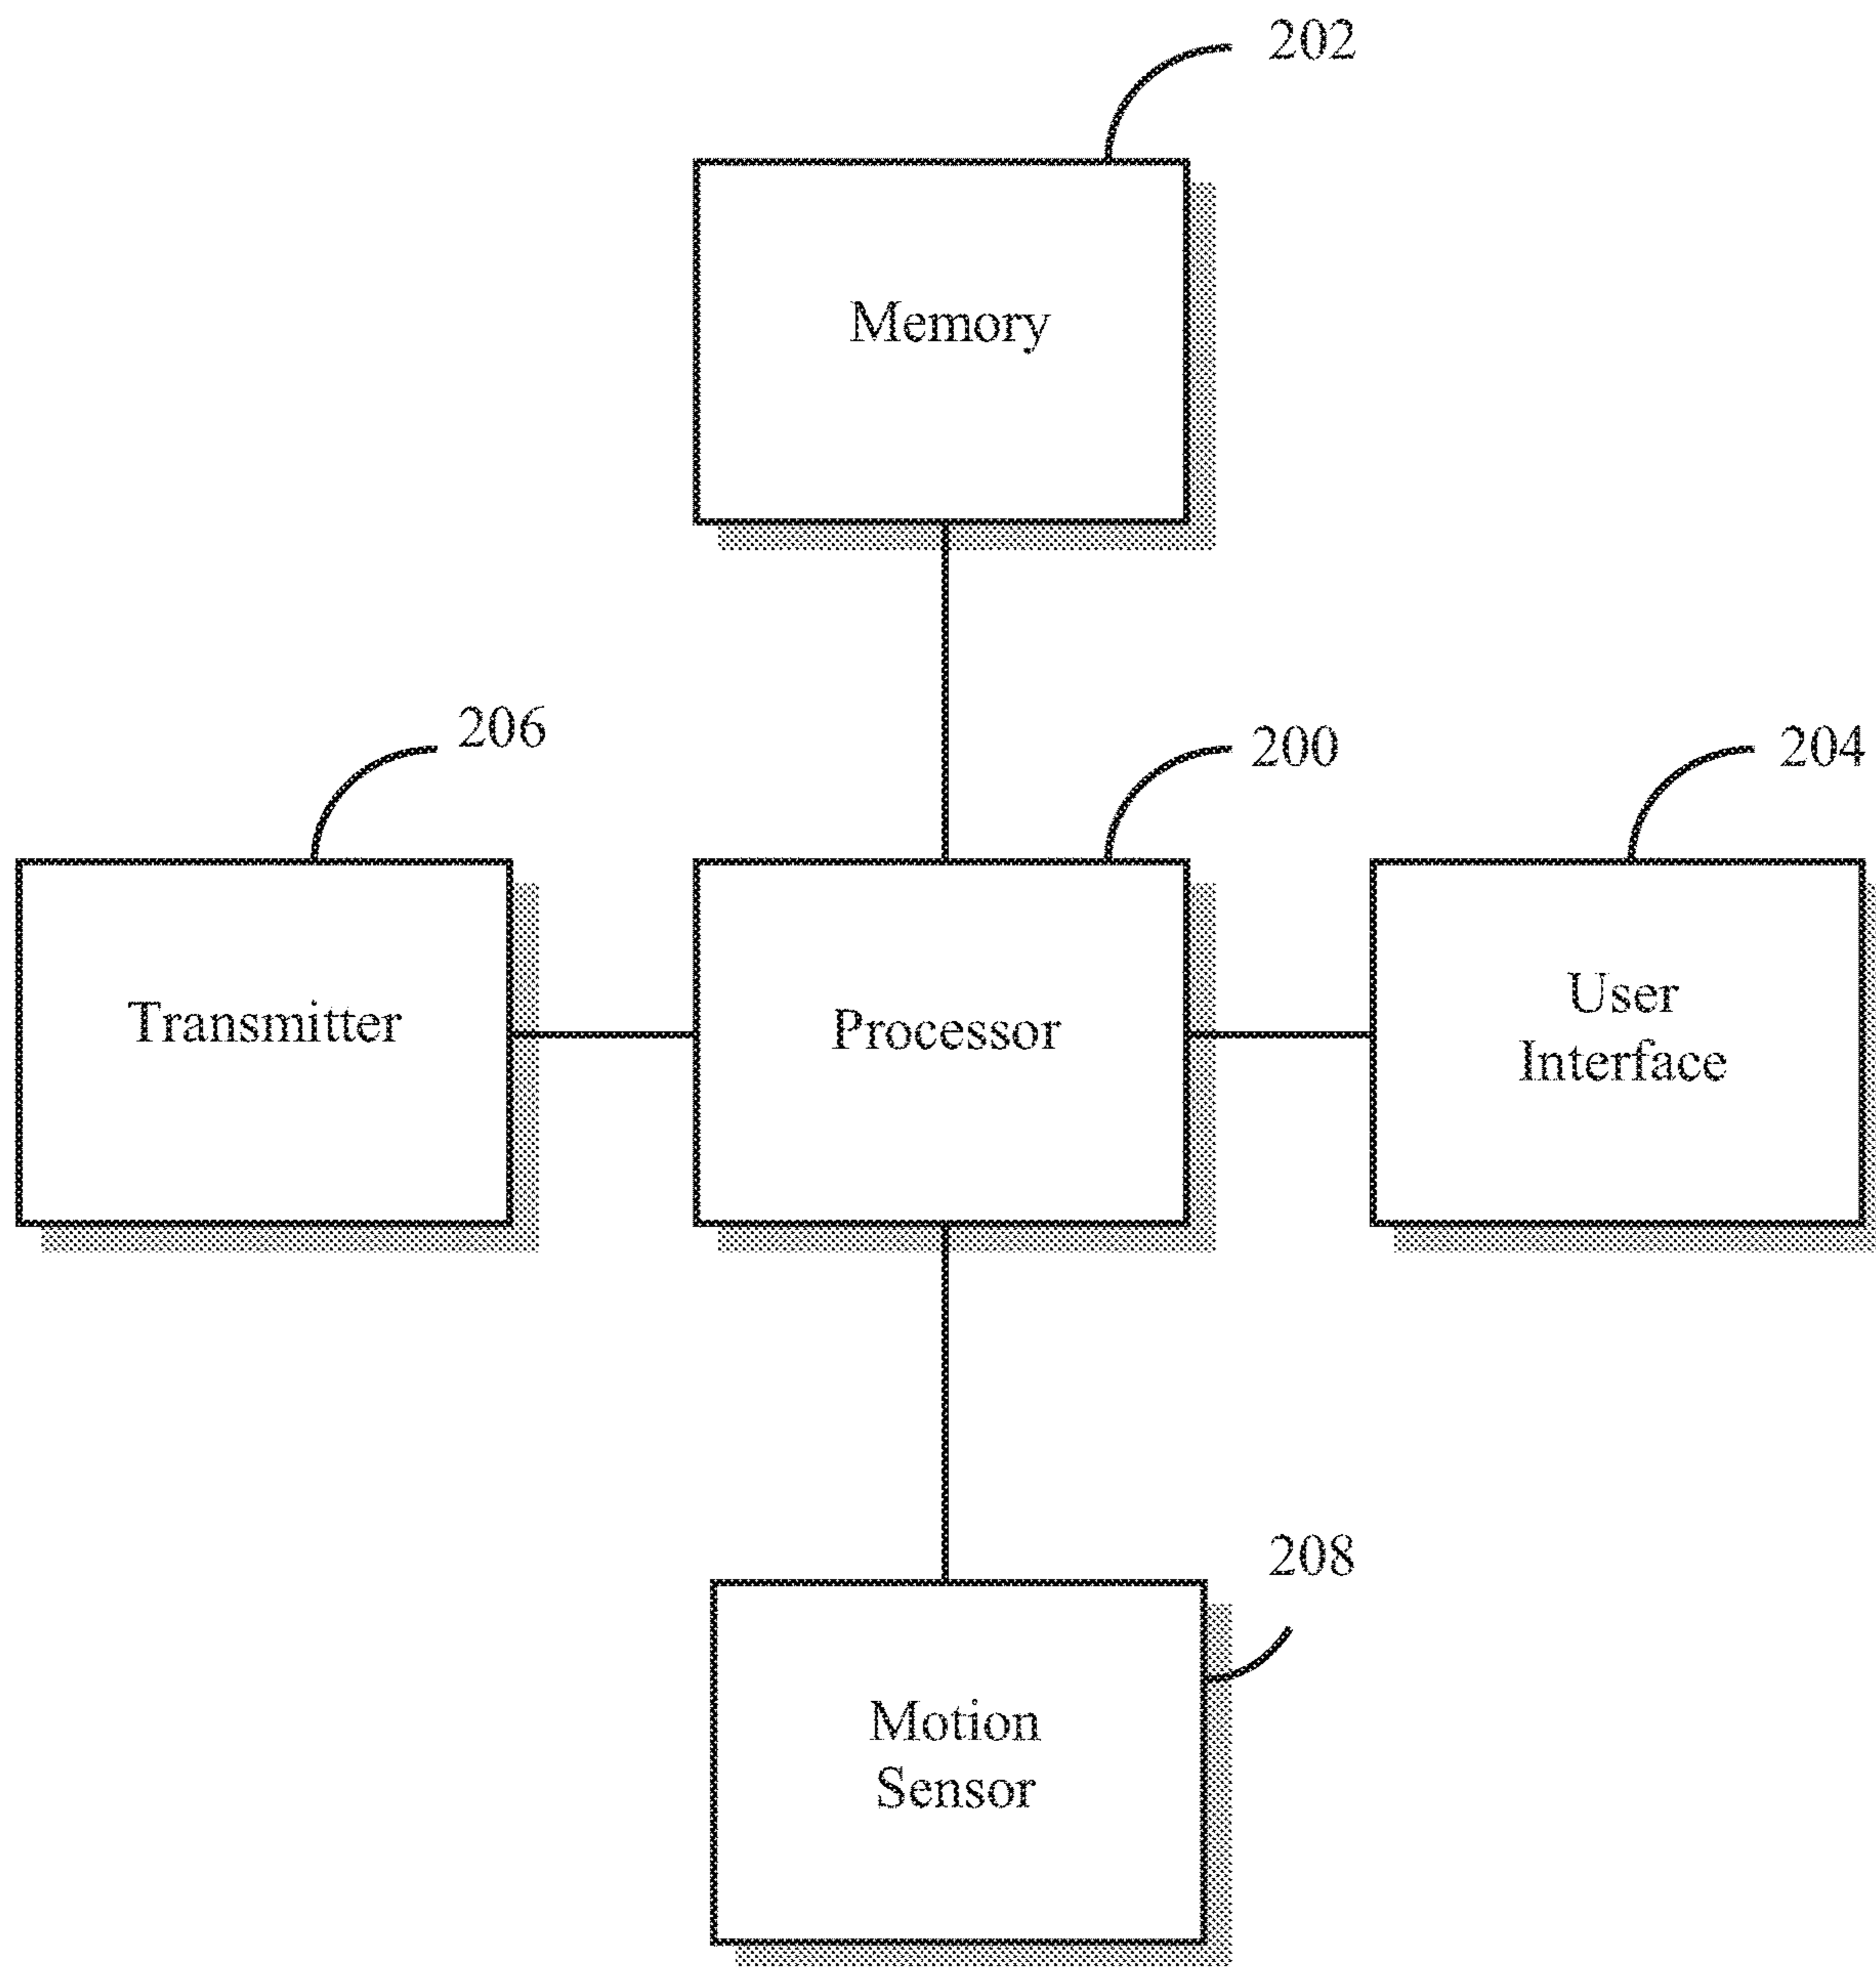 202
Memory
206
200
204
Transmitter
Processor
User
Interface
208
Motion
Sensor